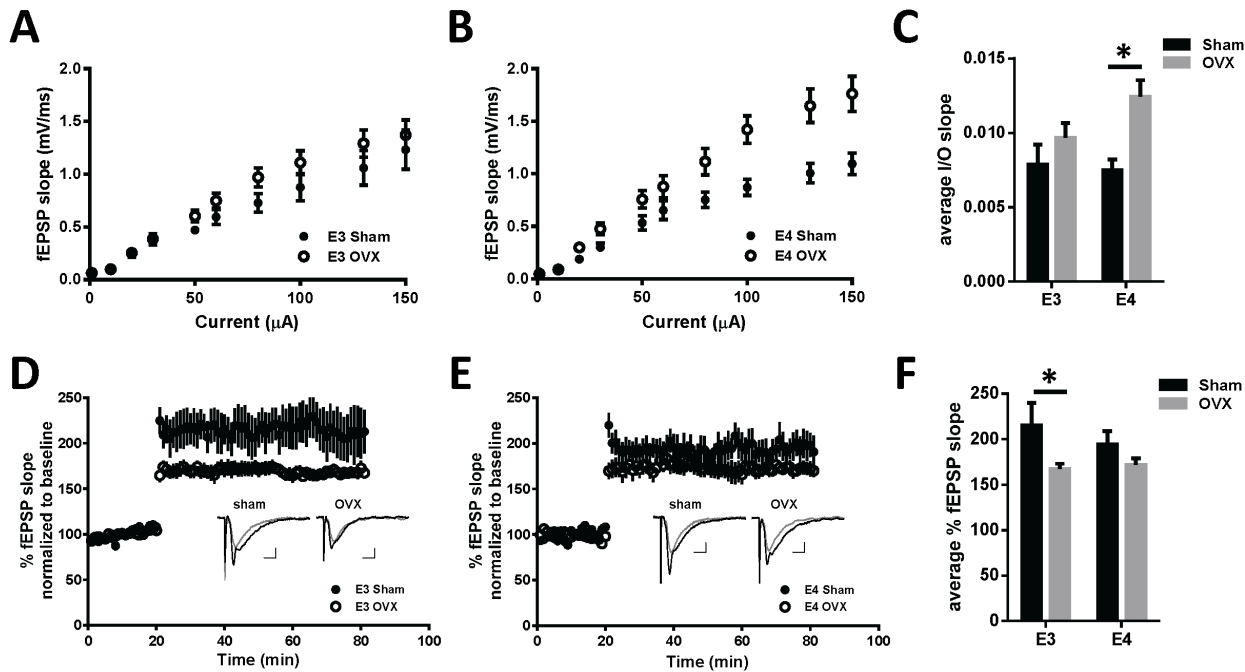 A
fEPSP slope (mV/ms)
2.0
1.5
1.0
0.5
0.0
0
50
100
150
Current (μA)
E3 Sham
E3 OVX
B
fEPSP slope (mV/ms)
2.0
1.5
1.0
0.5
0.0
0
50
100
150
Current (μA)
E4 Sham
E4 OVX
C
average I/O slope
0.015
0.010
0.005
0.000
E3
E4
*
Sham
OVX
D
% fEPSP slope
normalized to baseline
250
200
150
100
50
0
0
20
40
60
80
100
Time (min)
sham
OVX
E3 Sham
E3 OVX
E
% fEPSP slope
normalized to baseline
250
200
150
100
50
0
0
20
40
60
80
100
Time (min)
sham
OVX
E4 Sham
E4 OVX
F
average % fEPSP slope
250
200
150
100
50
0
E3
E4
*
Sham
OVX